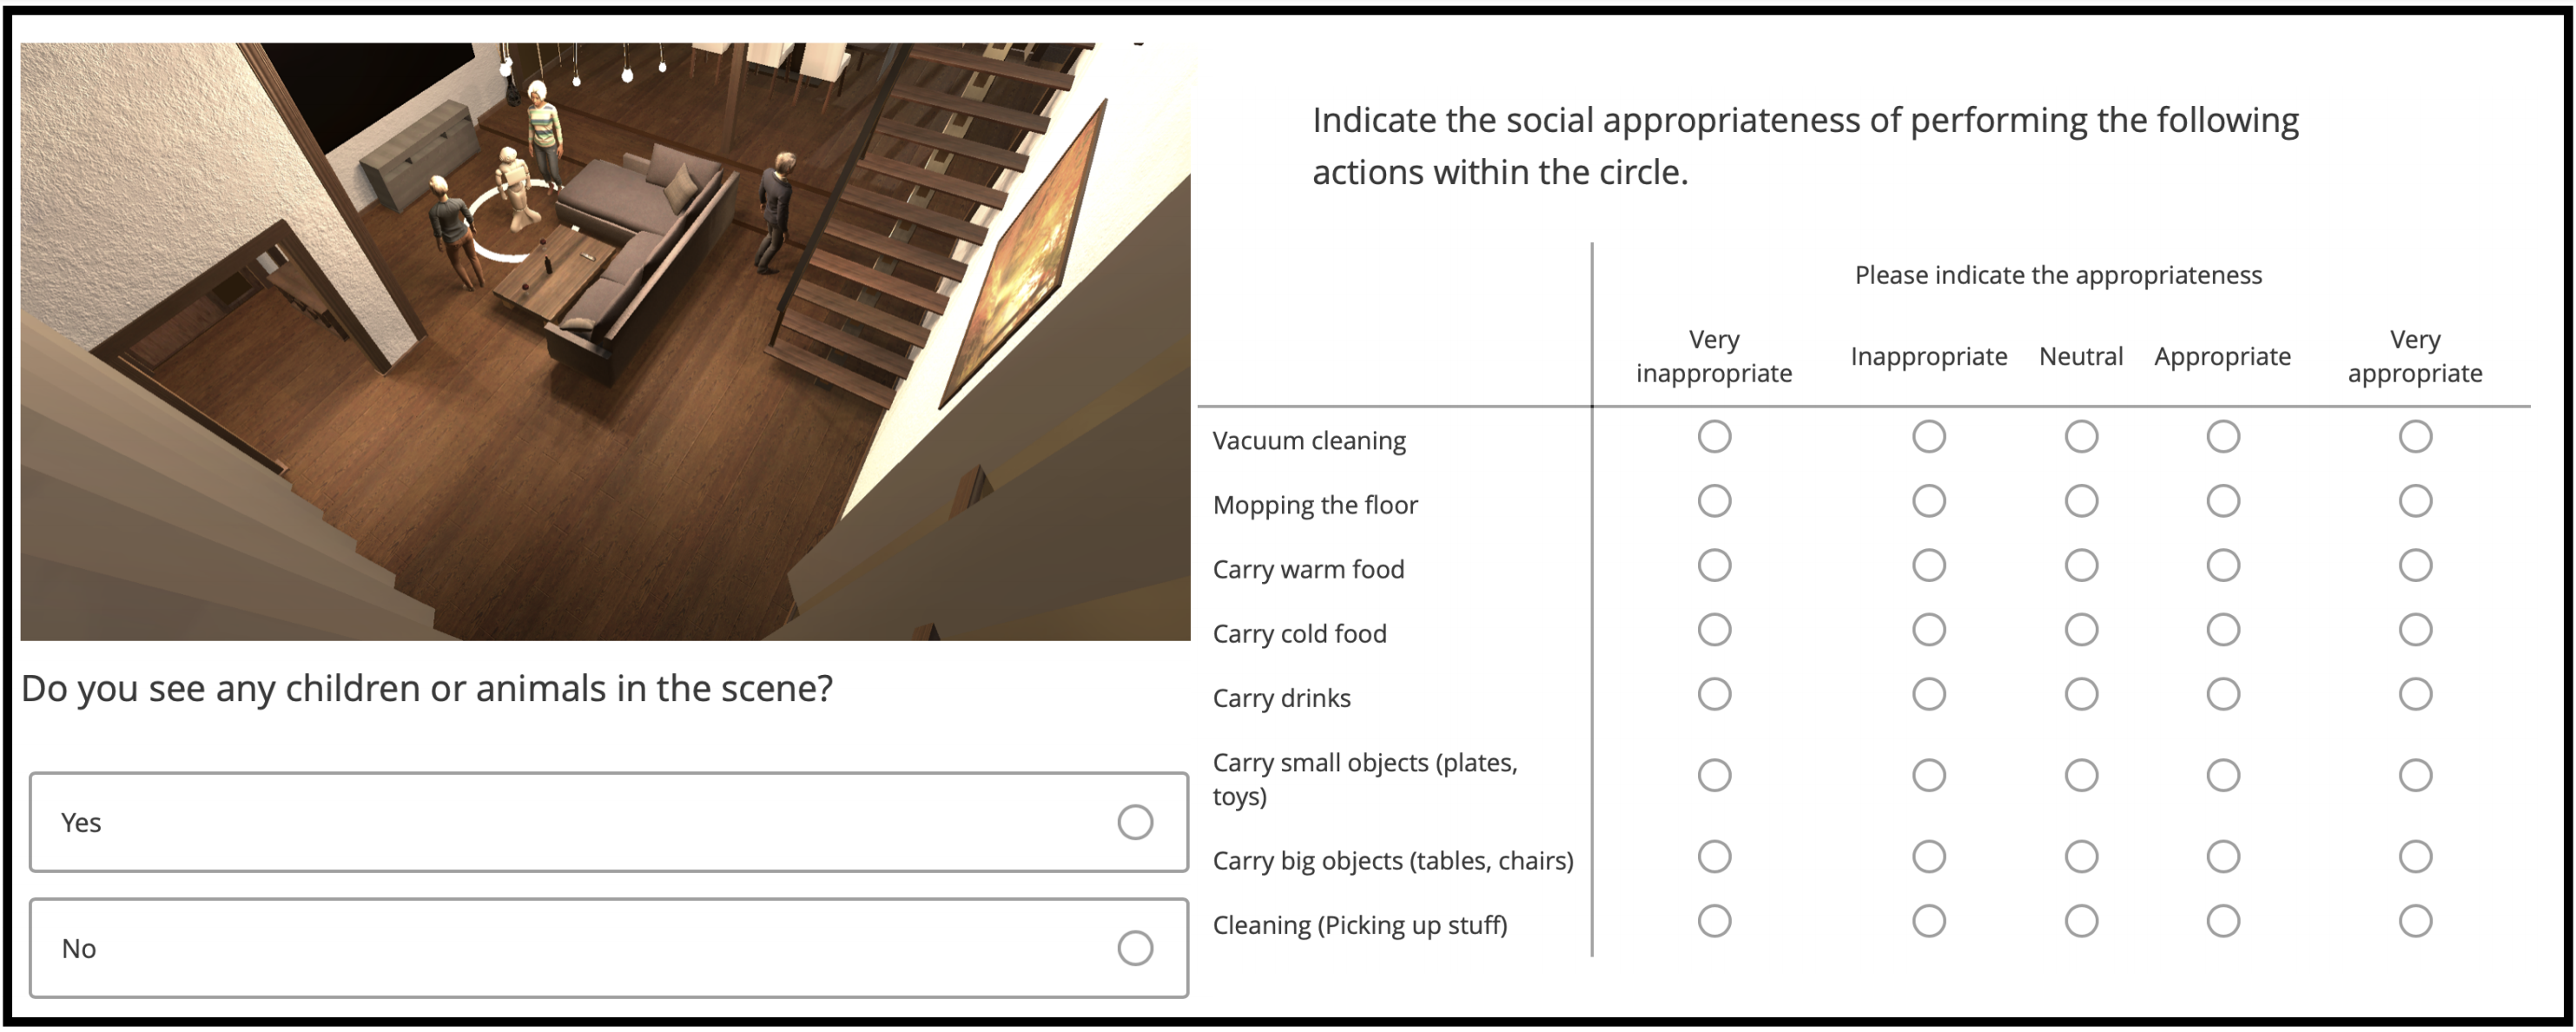 Indicate the social appropriateness of performing the following
actions within the circle.
Please indicate the appropriateness
Very
inappropriate
Inappropriate
Neutral
Appropriate
Very
appropriate
Vacuum cleaning
Mopping the floor
Carry warm food
Carry cold food
Carry drinks
Carry small objects (plates,
toys)
Carry big objects (tables, chairs)
Cleaning (Picking up stuff)
Do you see any children or animals in the scene?
Yes
No